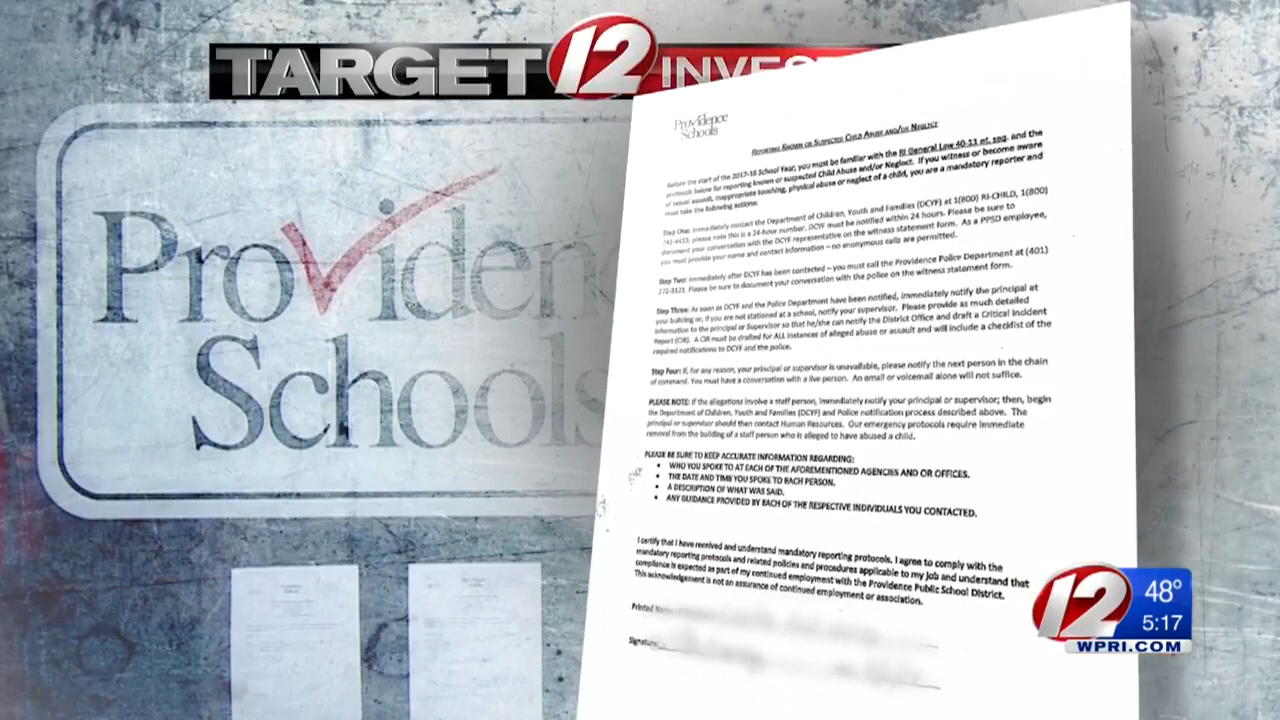 TARGET 12 INVES
Providen
Schools
Providence
Schools
REPORTING KNOWN OR SUSPECTED CHILD ABUSE AND/OR NEGLECT
Before the start of the 2017-18 School Year, you must be familiar with the RI General Law 40-11 et. seq. and the
protocols below for reporting known or suspected Child Abuse and/or Neglect. If you witness or become aware
of sexual assault, inappropriate touching, physical abuse or neglect of a child, you are a mandatory reporter and
must take the following actions:
Step One: Immediately contact the Department of Children, Youth and Families (DCYF) at 1(800) RI-CHILD, 1(800)
742-4453; please note this is a 24-hour number. DCYF must be notified within 24 hours. Please be sure to
document your conversation with the DCYF representative on the witness statement form. As a PPSD employee,
you must provide your name and contact information – no anonymous calls are permitted.
Step Two: Immediately after DCYF has been contacted – you must call the Providence Police Department at (401)
272-3121. Please be sure to document your conversation with the police on the witness statement form.
Step Three: As soon as DCYF and the Police Department have been notified, immediately notify the principal at
your building or, if you are not stationed at a school, notify your supervisor. Please provide as much detailed
information to the principal or Supervisor so that he/she can notify the District Office and draft a Critical Incident
Report (CIR). A CIR must be drafted for ALL instances of alleged abuse or assault and will include a checklist of the
required notifications to DCYF and the police.
Step Four: If, for any reason, your principal or supervisor is unavailable, please notify the next person in the chain
of command. You must have a conversation with a live person. An email or voicemail alone will not suffice.
PLEASE NOTE: If the allegations involve a staff person, immediately notify your principal or supervisor; then, begin
the Department of Children, Youth and Families (DCYF) and Police notification process described above. The
principal or supervisor should then contact Human Resources. Our emergency protocols require immediate
removal from the building of a staff person who is alleged to have abused a child.
PLEASE BE SURE TO KEEP ACCURATE INFORMATION REGARDING:
• WHO YOU SPOKE TO AT EACH OF THE AFOREMENTIONED AGENCIES AND OR OFFICES.
• THE DATE AND TIME YOU SPOKE TO EACH PERSON.
• A DESCRIPTION OF WHAT WAS SAID.
• ANY GUIDANCE PROVIDED BY EACH OF THE RESPECTIVE INDIVIDUALS YOU CONTACTED.
I certify that I have received and understand mandatory reporting protocols. I agree to comply with the
mandatory reporting protocols and related policies and procedures applicable to my job and understand that
compliance is expected as part of my continued employment with the Providence Public School District.
This acknowledgement is not an assurance of continued employment or association.
Printed Name
Signature:
12
48°
5:17
WPRI.COM